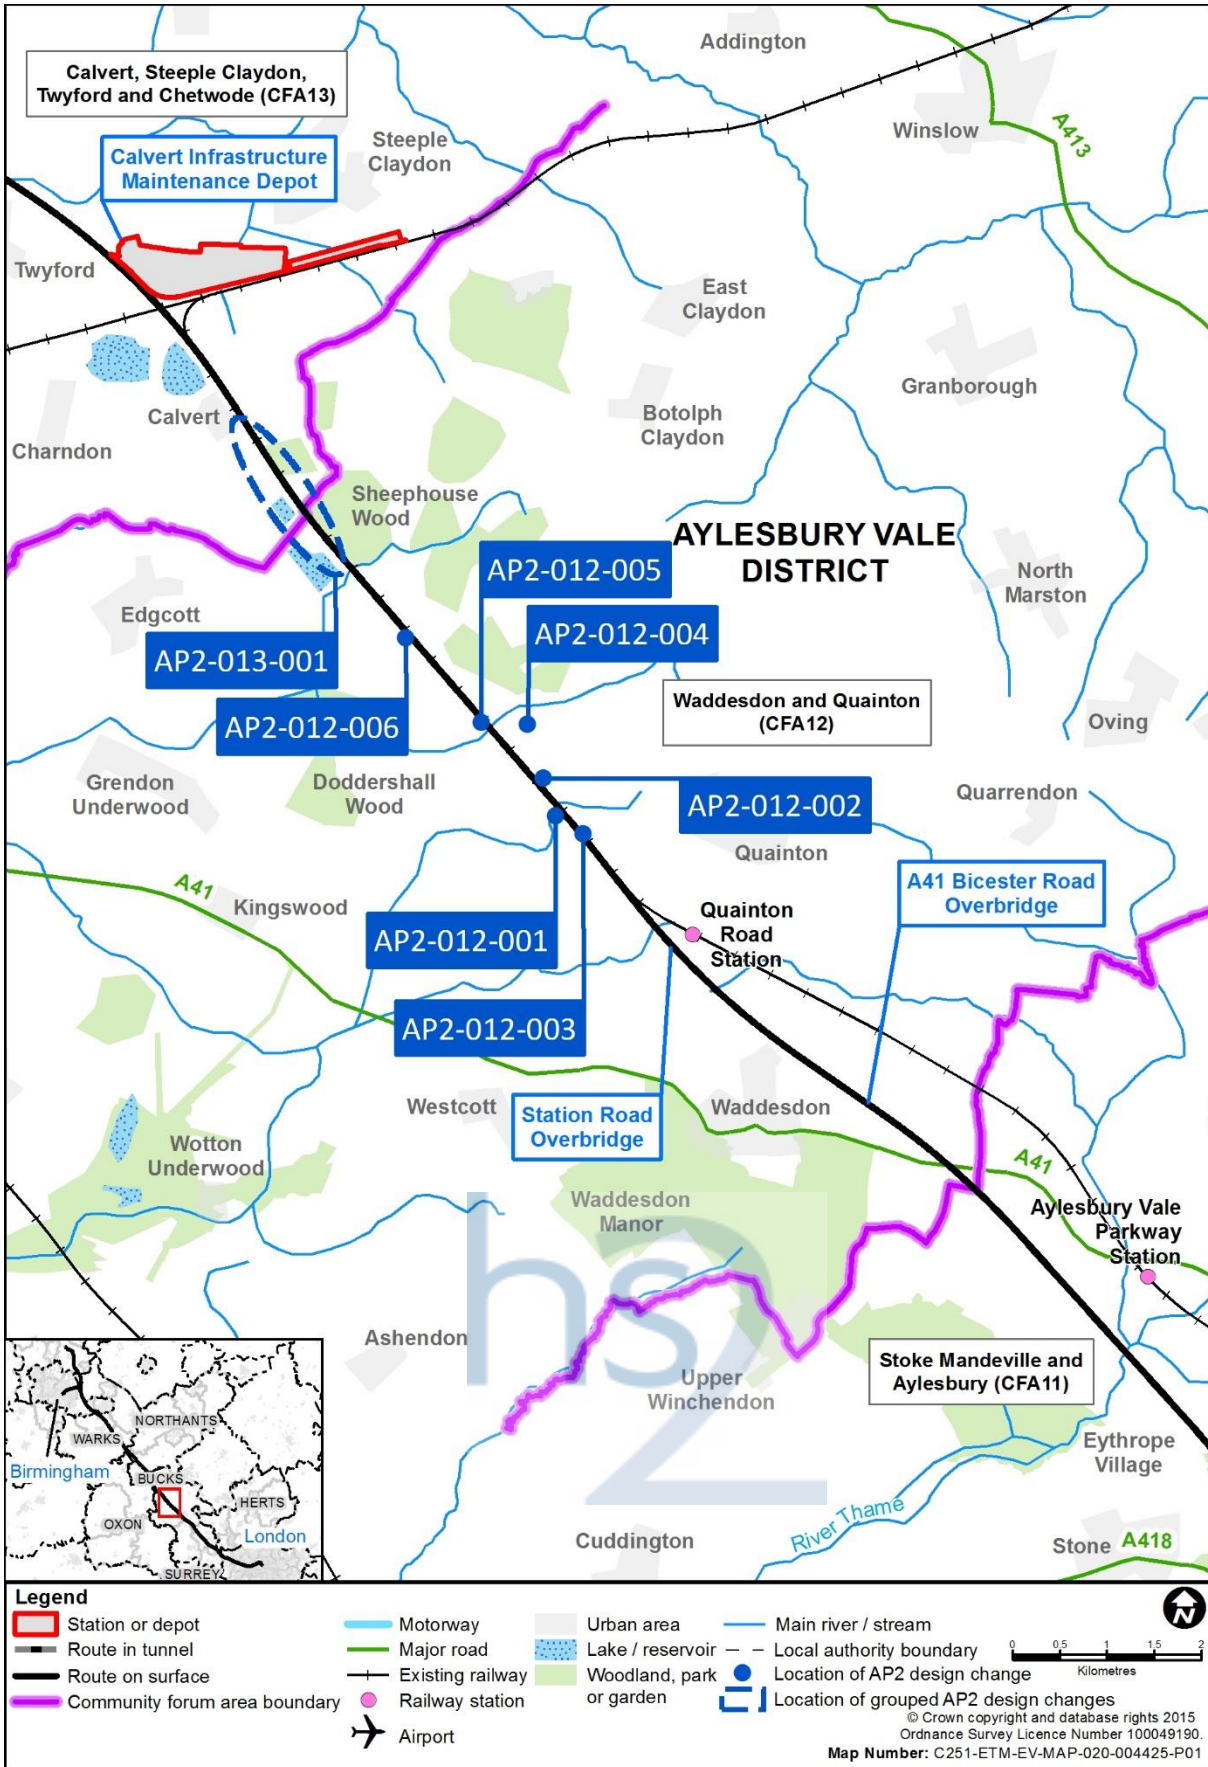 Addington
Calvert, Steeple Claydon,
Twyford and Chetwode (CFA13)
Winslow
A413
Steeple
Claydon
Calvert Infrastructure
Maintenance Depot
Twyford
East
Claydon
Granborough
Calvert
Botolph
Claydon
Charndon
Sheephouse
Wood
AYLESBURY VALE
DISTRICT
AP2-012-005
North
Marston
Edgcott
AP2-012-004
AP2-013-001
AP2-012-006
Waddesdon and Quainton
(CFA12)
Oving
Grendon
Underwood
Doddershall
Wood
Quarrendon
AP2-012-002
Quainton
A41
Kingswood
A41 Bicester Road
Overbridge
Quainton
Road
Station
AP2-012-001
AP2-012-003
Westcott
Station Road
Overbridge
Waddesdon
Wotton
Underwood
A41
Waddesdon
Manor
Aylesbury Vale
Parkway
Station
hs2
Ashendon
Upper
Winchendon
Stoke Mandeville and
Aylesbury (CFA11)
Eythrope
Village
River Thame
Cuddington
Stone
A418
NORTHANTS
WARKS
Birmingham
BUCKS
HERTS
OXON
London
SURREY
Legend
Station or depot
Route in tunnel
Route on surface
Community forum area boundary
Motorway
Major road
Existing railway
Railway station
Airport
Urban area
Lake / reservoir
Woodland, park
or garden
Main river / stream
Local authority boundary
Location of AP2 design change
Location of grouped AP2 design changes
N
0 0.5 1 1.5 2
Kilometres
© Crown copyright and database rights 2015
Ordnance Survey Licence Number 100049190.
Map Number: C251-ETM-EV-MAP-020-004425-P01